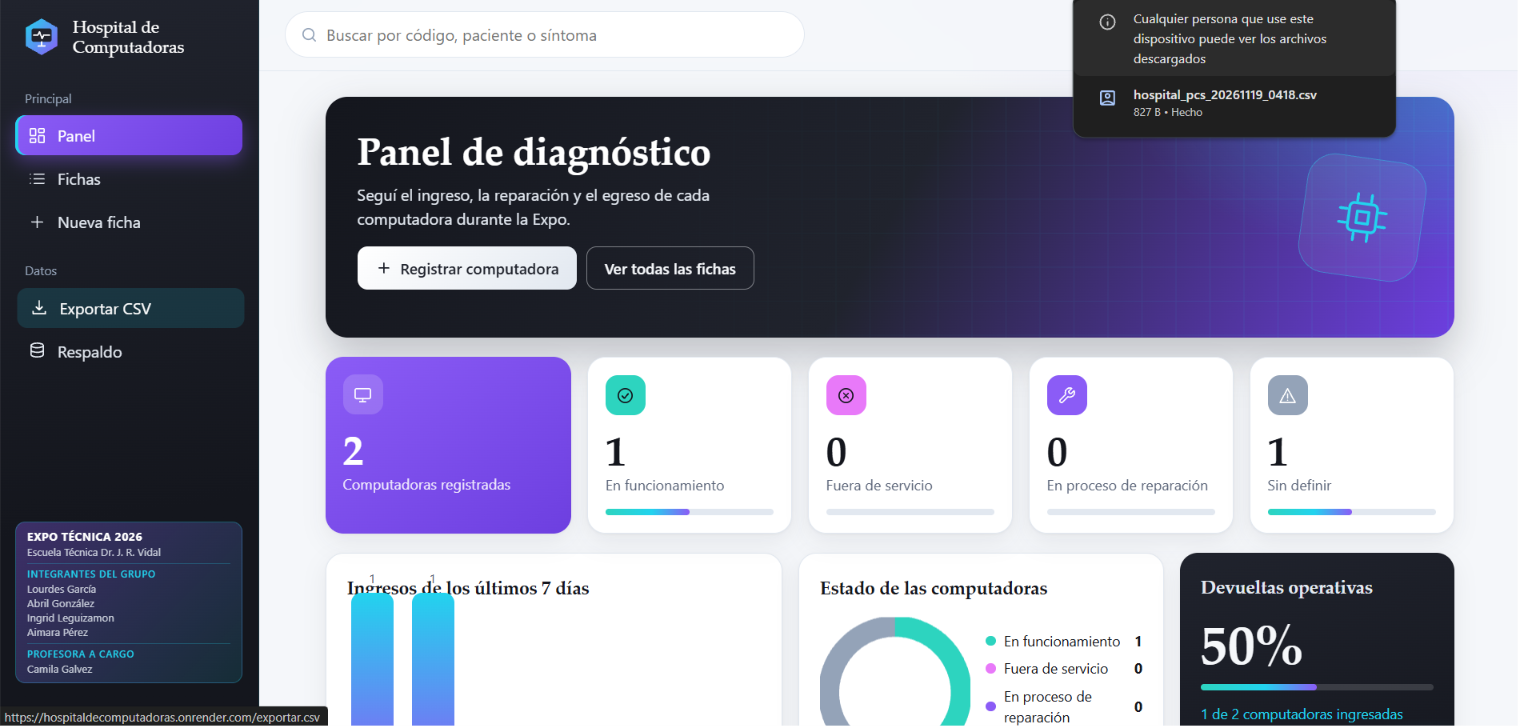 Hospital de
Computadoras
Principal
Panel
Fichas
Nueva ficha
Datos
Exportar CSV
Respaldo
EXPO TÉCNICA 2026
Escuela Técnica Dr. J. R. Vidal
INTEGRANTES DEL GRUPO
Lourdes García
Abril González
Ingrid Leguizamon
Aimara Pérez
PROFESORA A CARGO
Camila Galvez
https://hospitaldecomputadoras.onrender.com/exportar.csv
Buscar por código, paciente o síntoma
Cualquier persona que use este
dispositivo puede ver los archivos
descargados
hospital_pcs_20261119_0418.csv
827 B • Hecho
Panel de diagnóstico
Seguí el ingreso, la reparación y el egreso de cada
computadora durante la Expo.
Registrar computadora
Ver todas las fichas
2
Computadoras registradas
1
En funcionamiento
0
Fuera de servicio
0
En proceso de reparación
1
Sin definir
Ingresos de los últimos 7 días
1 1
Estado de las computadoras
En funcionamiento 1
Fuera de servicio 0
En proceso de
reparación 0
Devueltas operativas
50%
1 de 2 computadoras ingresadas